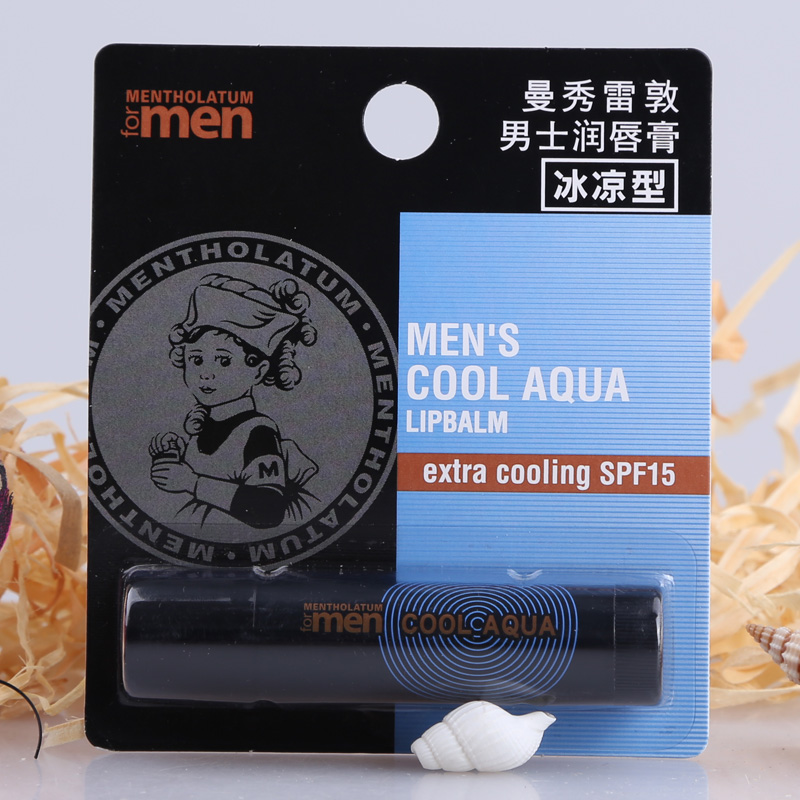 MENTHOLATUM
for men
曼秀雷敦
男士润唇膏
冰凉型
• MENTHOLATUM • MENTHOLATUM • MENTHOLATUM
M
MEN'S
COOL AQUA
LIPBALM
extra cooling SPF15
MENTHOLATUM
for men
COOL AQUA